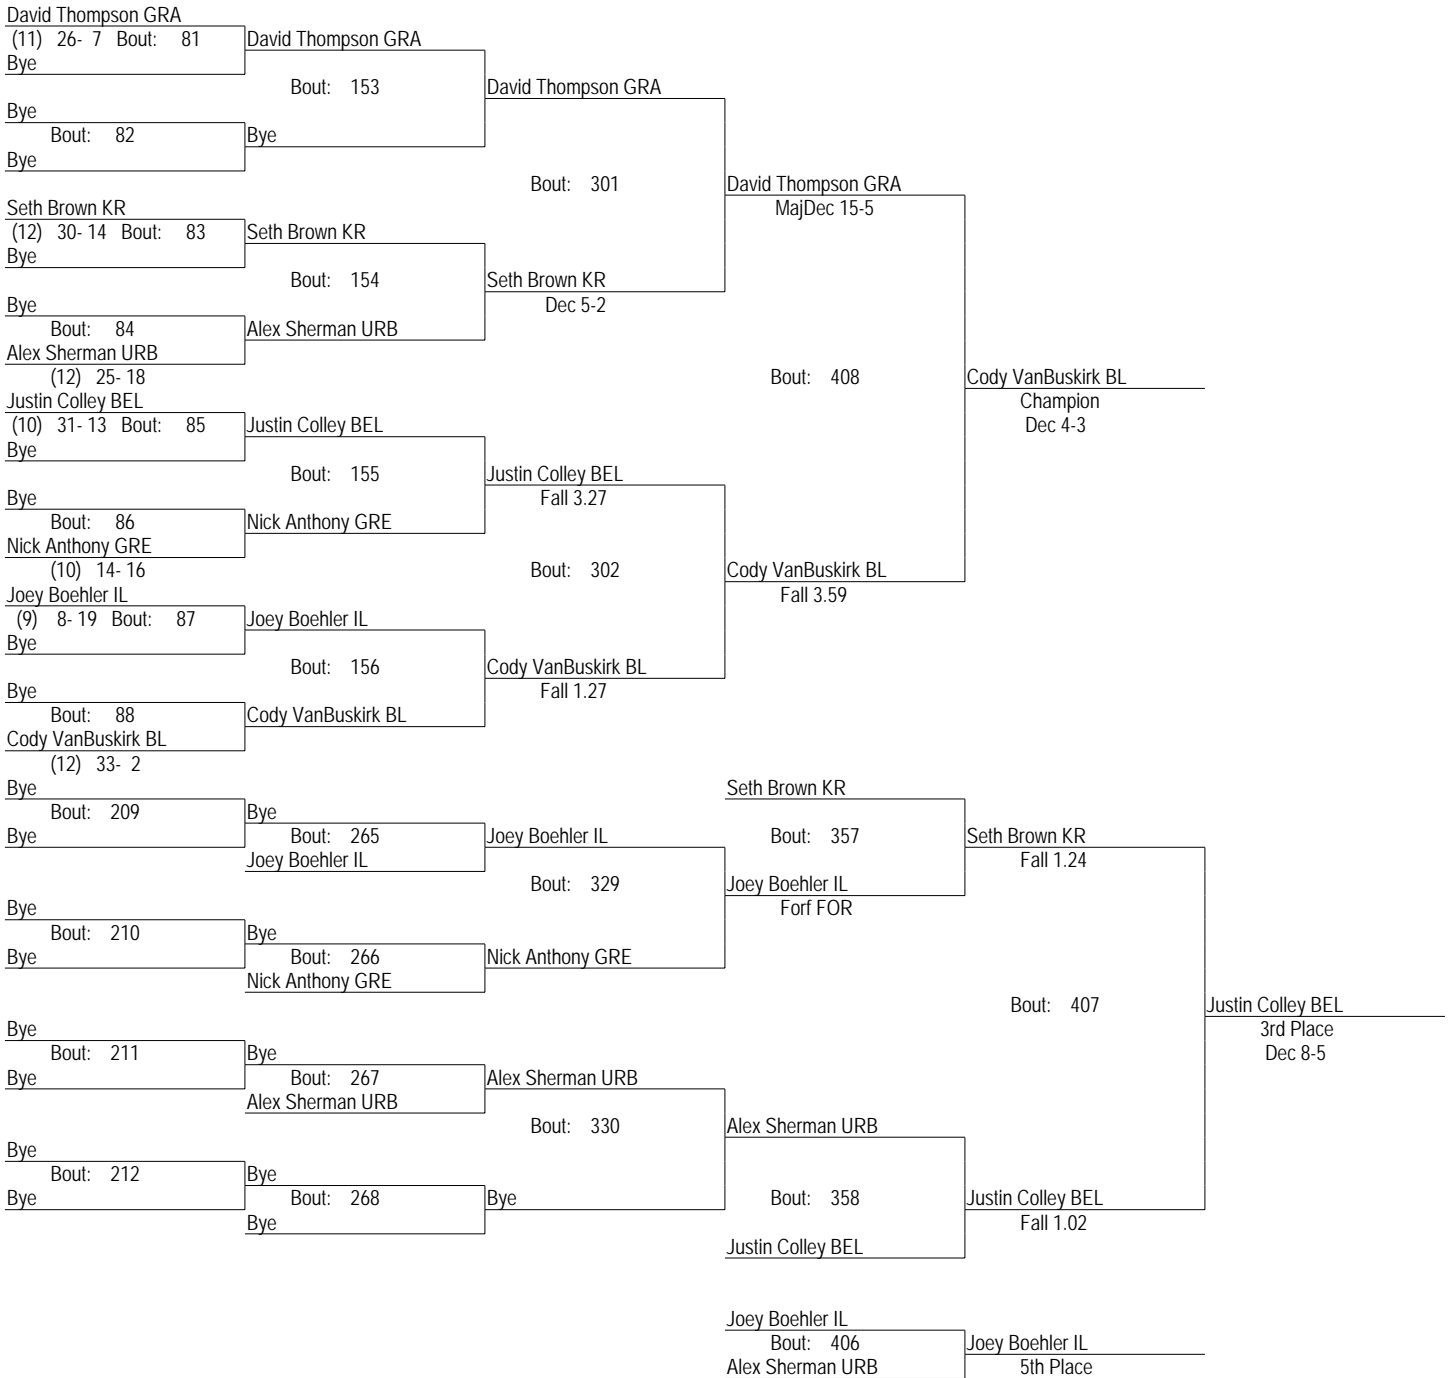 David Thompson GRA
(11) 26- 7 Bout: 81 David Thompson GRA
Bye
Bout: 153 David Thompson GRA
Bye
Bout: 82 Bye
Bye
Bout: 301 David Thompson GRA
MajDec 15-5
Seth Brown KR
(12) 30- 14 Bout: 83 Seth Brown KR
Bye
Bout: 154 Seth Brown KR
Dec 5-2
Bye
Bout: 84 Alex Sherman URB
Alex Sherman URB
(12) 25- 18
Bout: 408 Cody VanBuskirk BL
Champion
Dec 4-3
Justin Colley BEL
(10) 31- 13 Bout: 85 Justin Colley BEL
Bye
Bout: 155 Justin Colley BEL
Fall 3.27
Bye
Bout: 86 Nick Anthony GRE
Nick Anthony GRE
(10) 14- 16
Bout: 302 Cody VanBuskirk BL
Fall 3.59
Joey Boehler IL
(9) 8- 19 Bout: 87 Joey Boehler IL
Bye
Bout: 156 Cody VanBuskirk BL
Fall 1.27
Bye
Bout: 88 Cody VanBuskirk BL
Cody VanBuskirk BL
(12) 33- 2
Bye
Seth Brown KR
Bout: 209 Bye
Bye
Bout: 265 Joey Boehler IL
Bout: 357 Seth Brown KR
Fall 1.24
Joey Boehler IL
Bout: 329 Joey Boehler IL
Forf FOR
Bye
Bout: 210 Bye
Bye
Bout: 266 Nick Anthony GRE
Nick Anthony GRE
Bout: 407 Justin Colley BEL
3rd Place
Dec 8-5
Bye
Bout: 211 Bye
Bye
Bout: 267 Alex Sherman URB
Alex Sherman URB
Bout: 330 Alex Sherman URB
Bye
Bout: 212 Bye
Bye
Bout: 268 Bye
Bout: 358 Justin Colley BEL
Fall 1.02
Bye
Justin Colley BEL
Joey Boehler IL
Bout: 406 Joey Boehler IL
Alex Sherman URB 5th Place